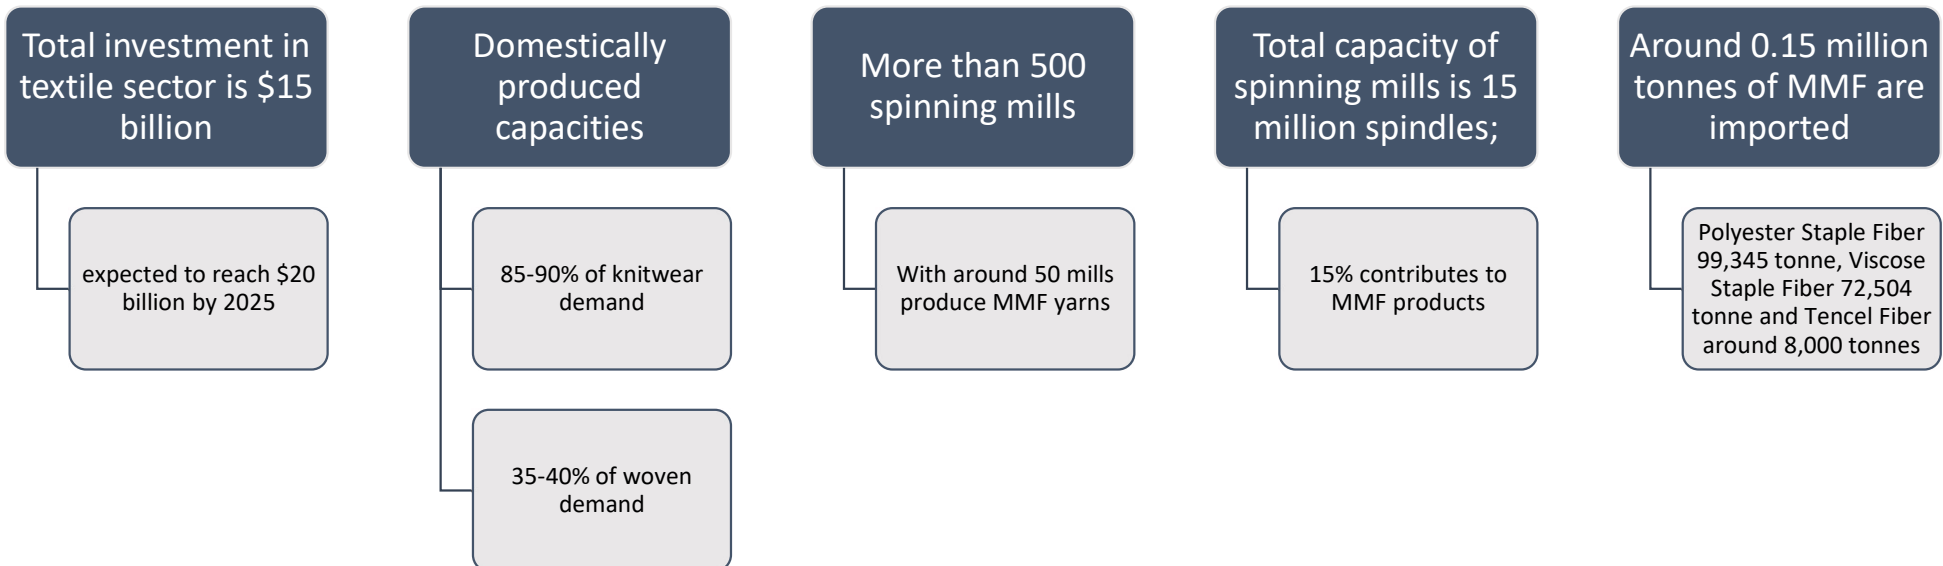 Total investment in
textile sector is $15
billion
expected to reach $20
billion by 2025
Domestically
produced
capacities
85-90% of knitwear
demand
35-40% of woven
demand
More than 500
spinning mills
With around 50 mills
produce MMF yarns
Total capacity of
spinning mills is 15
million spindles;
15% contributes to
MMF products
Around 0.15 million
tonnes of MMF are
imported
Polyester Staple Fiber
99,345 tonne, Viscose
Staple Fiber 72,504
tonne and Tencel Fiber
around 8,000 tonnes